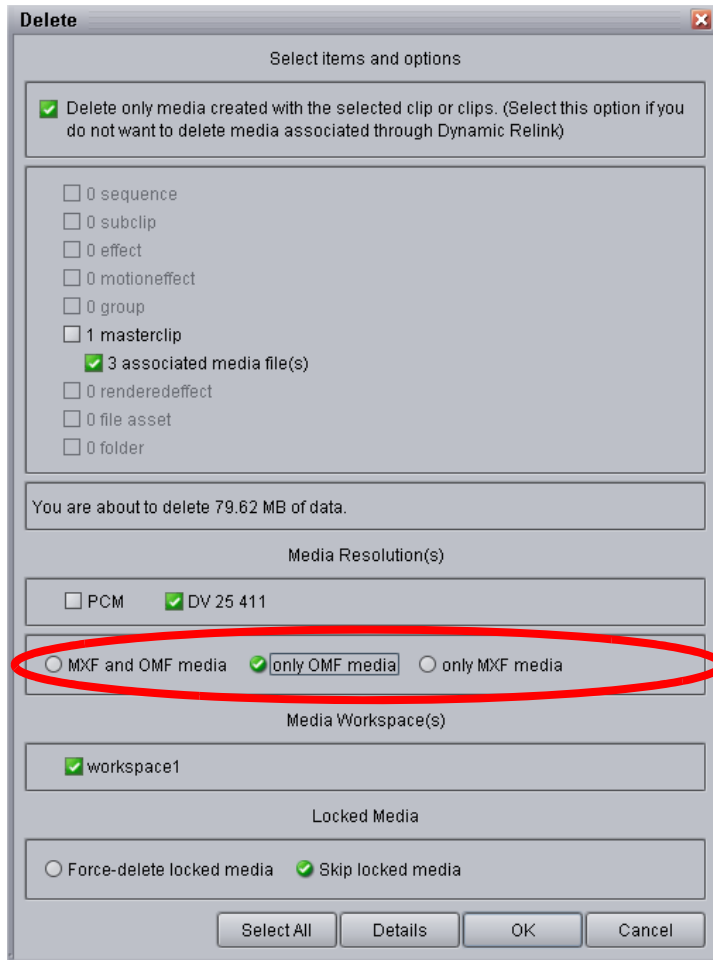 Delete
Select items and options
Delete only media created with the selected clip or clips. (Select this option if you
do not want to delete media associated through Dynamic Relink)
0 sequence
0 subclip
0 effect
0 motioneffect
0 group
1 masterclip
3 associated media file(s)
0 renderedeffect
0 file asset
0 folder
You are about to delete 79.62 MB of data.
Media Resolution(s)
PCM DV 25 411
MXF and OMF media only OMF media only MXF media
Media Workspace(s)
workspace1
Locked Media
Force-delete locked media Skip locked media
Select All Details OK Cancel